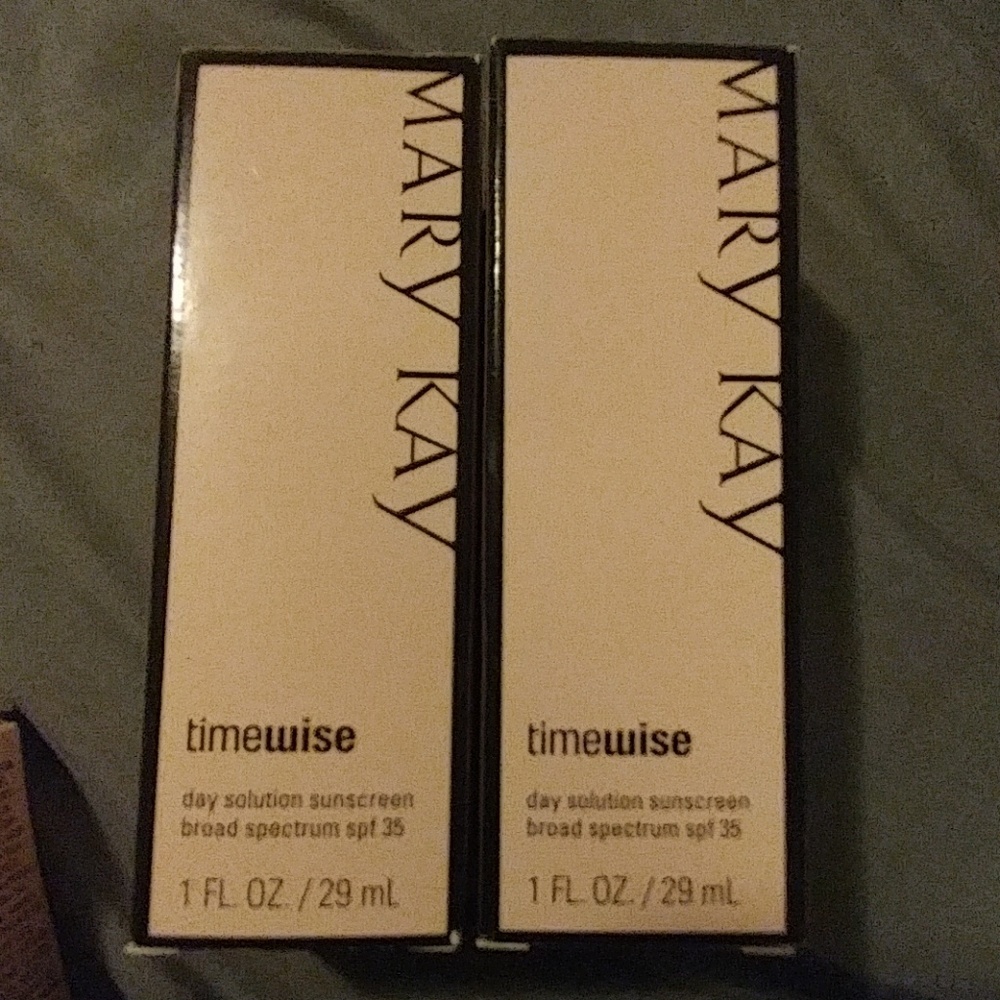 MARY KAY
timewise
day solution sunscreen
broad spectrum spf 35
1 FL. OZ. / 29 mL
MARY KAY
timewise
day solution sunscreen
broad spectrum spf 35
1 FL. OZ. / 29 mL